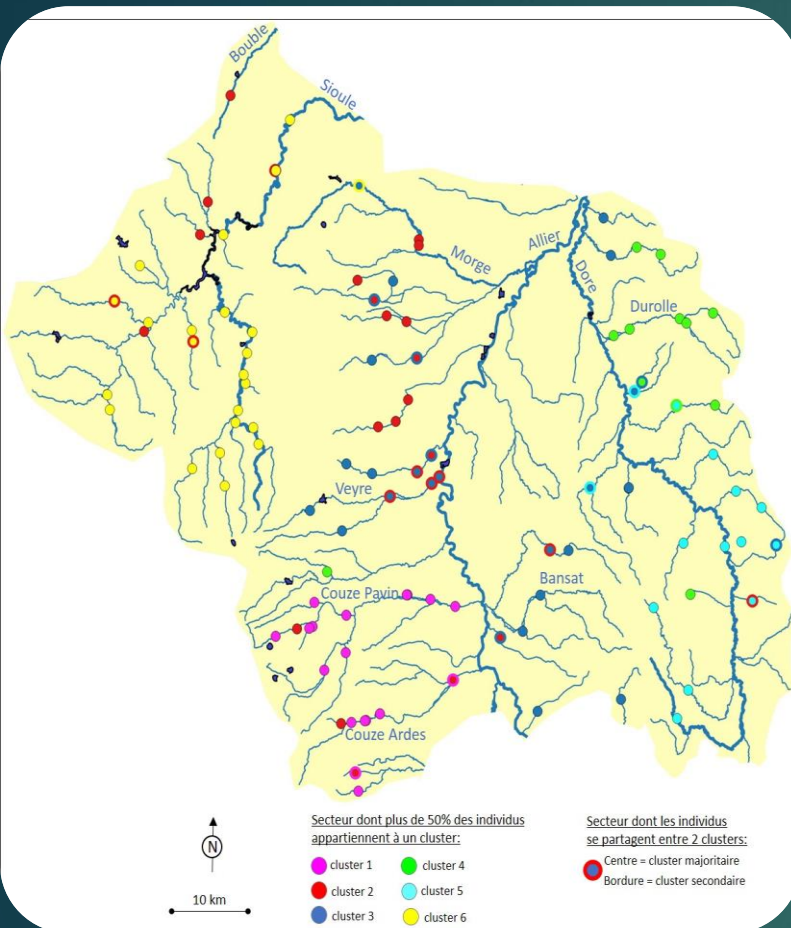 Bouble
Sioule
Allier
Morge
Dore
Durolle
Veyre
Bansat
Couze Pavin
Couze Ardes
N
10 km
Secteur dont plus de 50% des individus
appartiennent à un cluster:
cluster 1
cluster 2
cluster 3
cluster 4
cluster 5
cluster 6
Secteur dont les individus
se partagent entre 2 clusters:
Centre = cluster majoritaire
Bordure = cluster secondaire